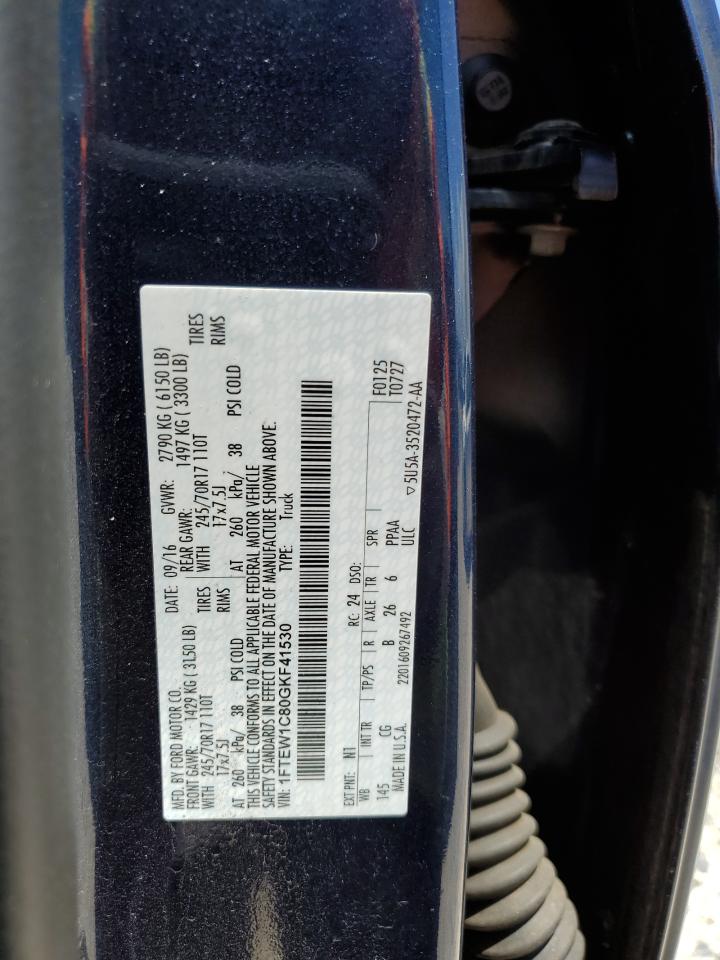 MFD. BY FORD MOTOR CO. DATE: 09/16 GVWR: 2790 KG ( 6150 LB)
FRONT GAWR: 1429 KG ( 3150 LB) REAR GAWR: 1497 KG ( 3300 LB)
WITH 245/70R17 110T TIRES WITH 245/70R17 110T TIRES
17x7.5J RIMS 17x7.5J RIMS
AT 260 kPa/ 38 PSI COLD AT 260 kPa/ 38 PSI COLD
THIS VEHICLE CONFORMS TO ALL APPLICABLE FEDERAL MOTOR VEHICLE
SAFETY STANDARDS IN EFFECT ON THE DATE OF MANUFACTURE SHOWN ABOVE.
VIN: 1FTEW1C80GKF41530 TYPE: Truck
EXT PNT: N1 RC: 24 DSO: F0125
WB INT TR TP/PS R AXLE TR SPR T0727
145 CG B 26 6 PPAA
MADE IN U.S.A. 2201609267492 ULC
▽5U5A-3520472-AA